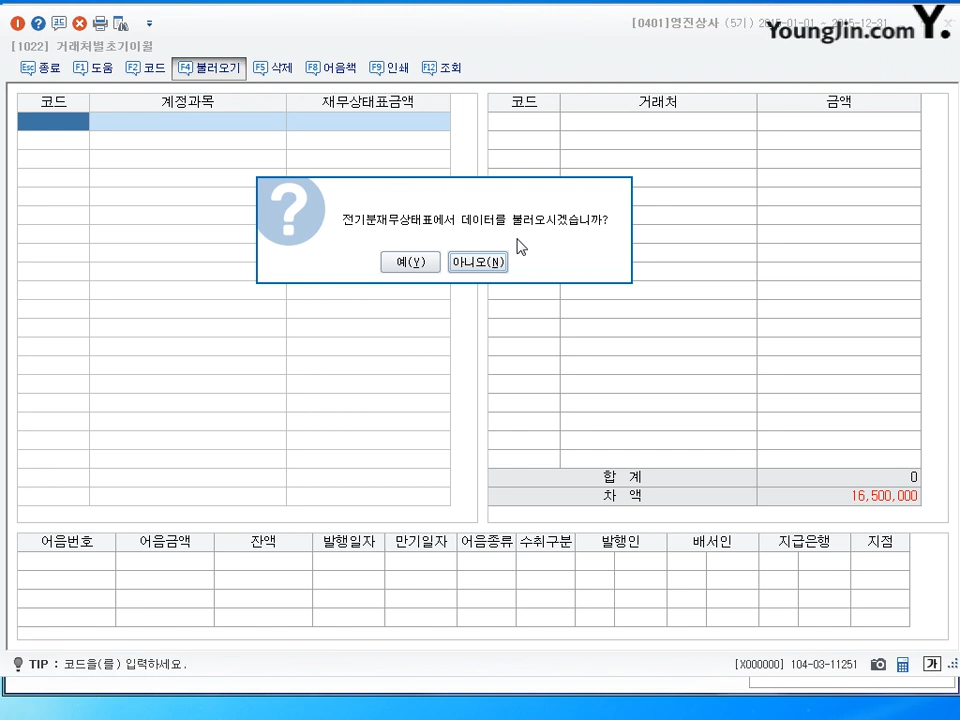 [0401]영진상사 (5기) 2015-01-01 ~ 2015-12-31
YoungJin.com Y.
[1022] 거래처별초기이월
Esc 종료 F1 도움 F2 코드 F4 불러오기 F5 삭제 F8 어음책 F9 인쇄 F12 조회
코드 계정과목 재무상태표금액 코드 거래처 금액
전기분재무상태표에서 데이터를 불러오시겠습니까?
예(Y) 아니오(N)
합 계 0
차 액 16,500,000
어음번호 어음금액 잔액 발행일자 만기일자 어음종류 수취구분 발행인 배서인 지급은행 지점
TIP : 코드을(를) 입력하세요.
[X000000] 104-03-11251 가